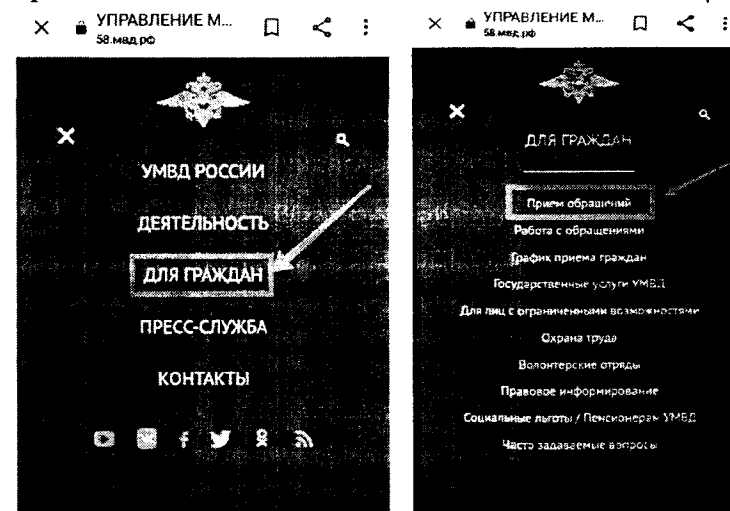 УПРАВЛЕНИЕ М...
58.мвд.рф
УМВД РОССИИ
ДЕЯТЕЛЬНОСТЬ
ДЛЯ ГРАЖДАН
ПРЕСС-СЛУЖБА
КОНТАКТЫ
УПРАВЛЕНИЕ М...
58.мвд.рф
ДЛЯ ГРАЖДАН
Прием обращений
Работа с обращениями
График приема граждан
Государственные услуги УМВД
Для лиц с ограниченными возможностями
Охрана труда
Волонтерские отряды
Правовое информирование
Социальные льготы / Пенсионерам УМВД
Часто задаваемые вопросы